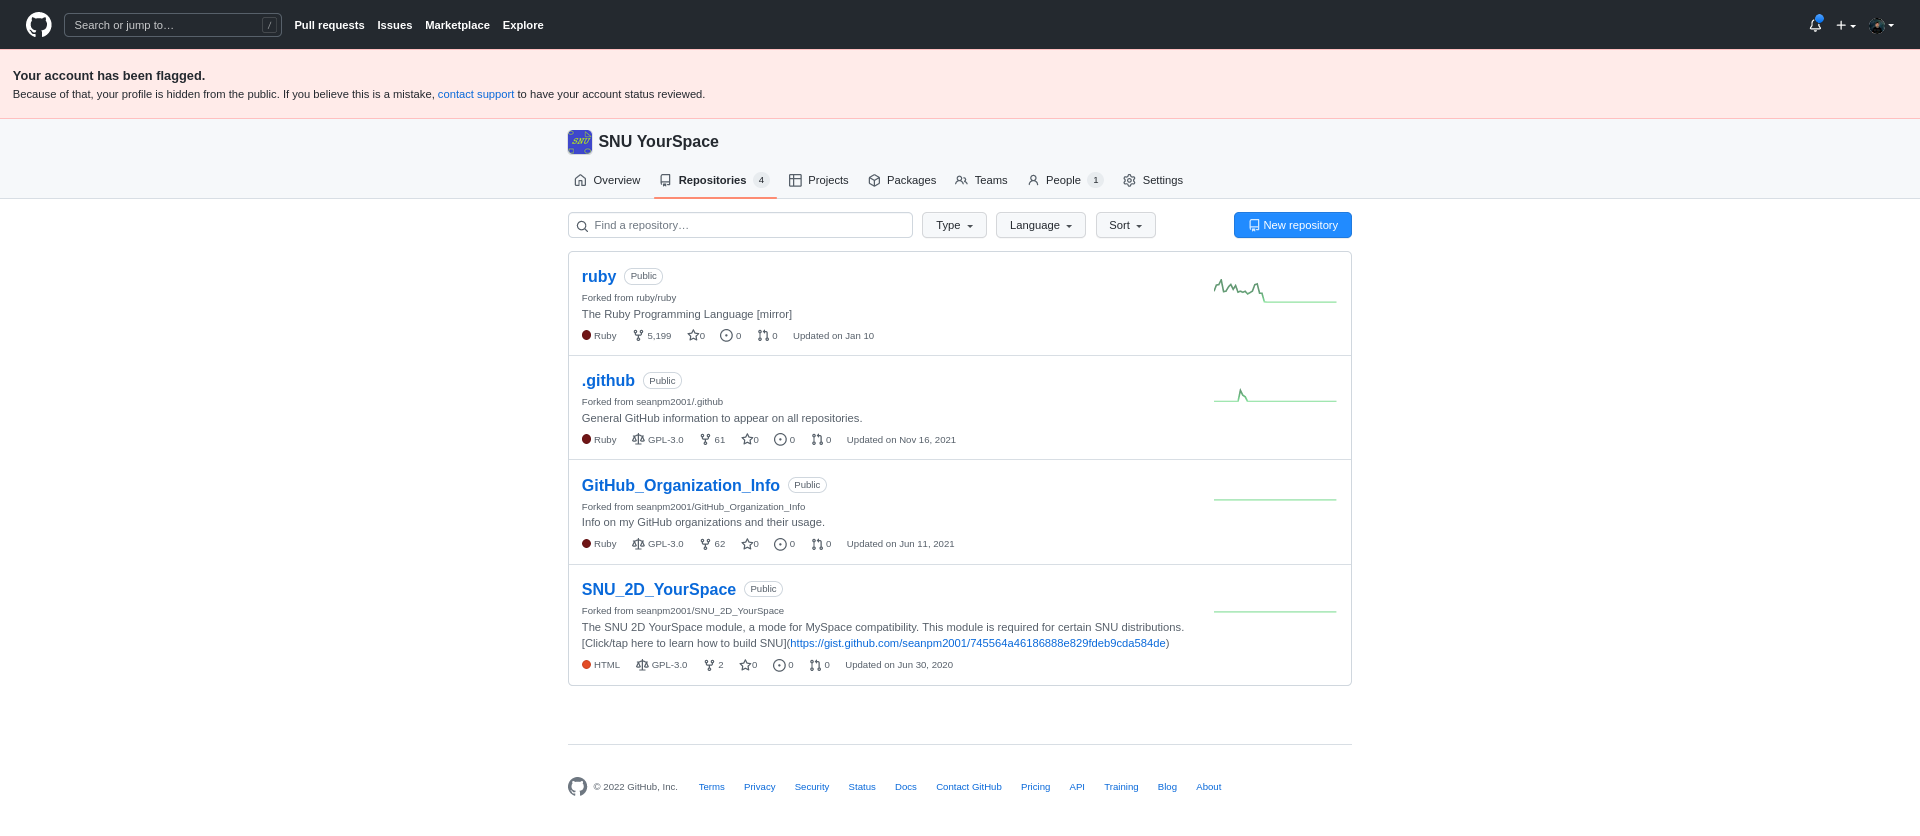 Search or jump to… /
Pull requests Issues Marketplace Explore
Your account has been flagged.
Because of that, your profile is hidden from the public. If you believe this is a mistake, contact support to have your account status reviewed.
SNU SNU YourSpace
Overview Repositories 4 Projects Packages Teams People 1 Settings
Find a repository… Type Language Sort New repository
ruby Public
Forked from ruby/ruby
The Ruby Programming Language [mirror]
Ruby 5,199 0 0 0 Updated on Jan 10
.github Public
Forked from seanpm2001/.github
General GitHub information to appear on all repositories.
Ruby GPL-3.0 61 0 0 0 Updated on Nov 16, 2021
GitHub_Organization_Info Public
Forked from seanpm2001/GitHub_Organization_Info
Info on my GitHub organizations and their usage.
Ruby GPL-3.0 62 0 0 0 Updated on Jun 11, 2021
SNU_2D_YourSpace Public
Forked from seanpm2001/SNU_2D_YourSpace
The SNU 2D YourSpace module, a mode for MySpace compatibility. This module is required for certain SNU distributions.
[Click/tap here to learn how to build SNU](https://gist.github.com/seanpm2001/745564a46186888e829fdeb9cda584de)
HTML GPL-3.0 2 0 0 0 Updated on Jun 30, 2020
© 2022 GitHub, Inc. Terms Privacy Security Status Docs Contact GitHub Pricing API Training Blog About